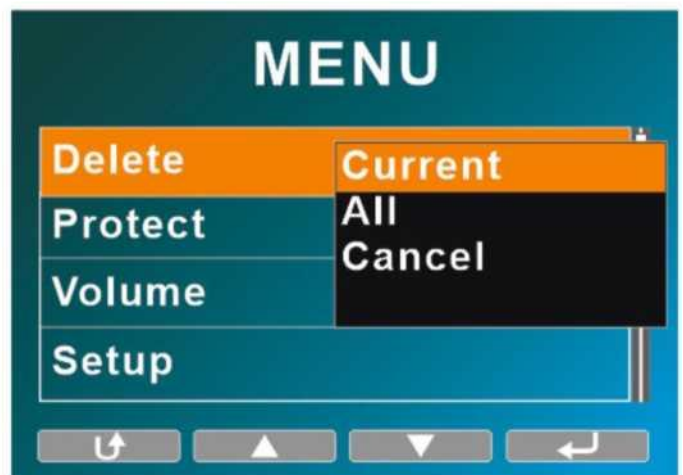 MENU
Delete
Current
Protect
All
Cancel
Volume
Setup